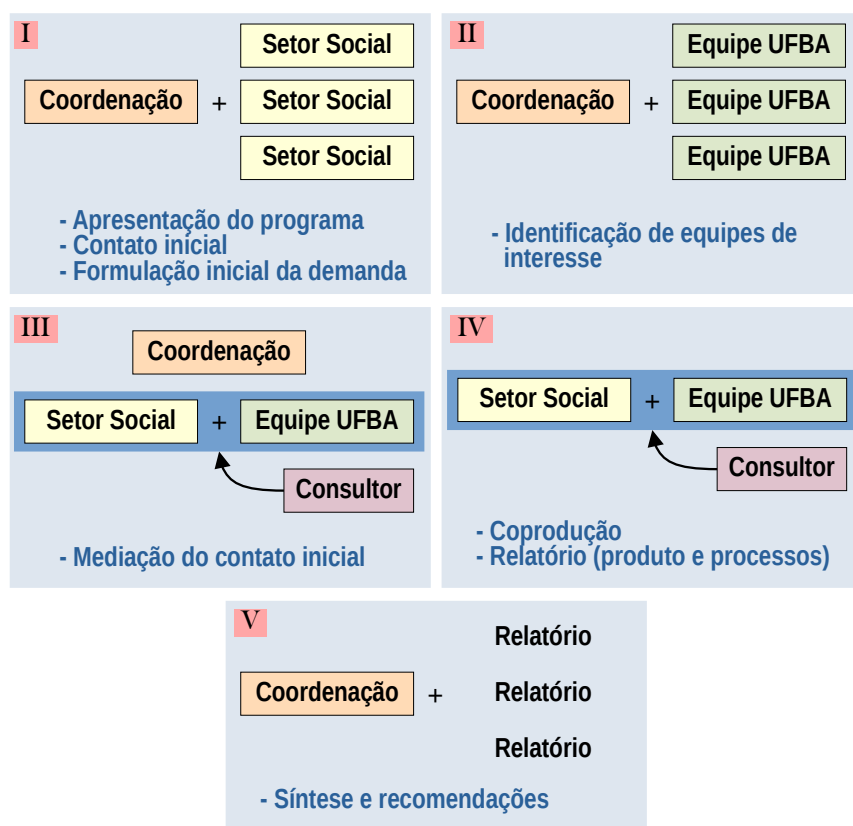 I
Setor Social
Coordenação + Setor Social
Setor Social
- Apresentação do programa
- Contato inicial
- Formulação inicial da demanda
II
Equipe UFBA
Coordenação + Equipe UFBA
Equipe UFBA
- Identificação de equipes de
interesse
III
Coordenação
Setor Social + Equipe UFBA
Consultor
- Mediação do contato inicial
IV
Setor Social + Equipe UFBA
Consultor
- Coprodução
- Relatório (produto e processos)
V
Relatório
Coordenação + Relatório
Relatório
- Síntese e recomendações